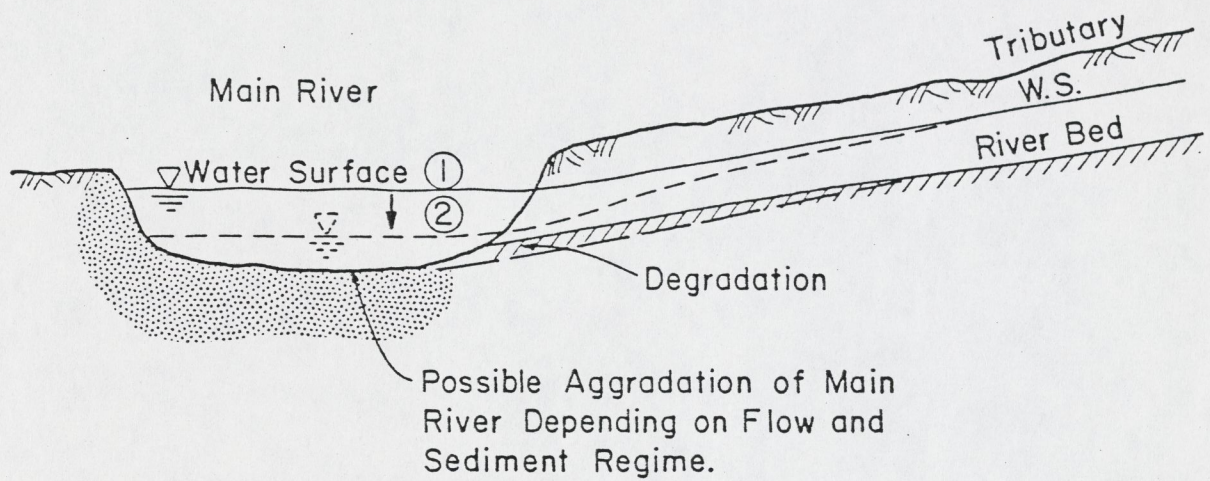 Tributary
Main River
W.S.
River Bed
Water Surface ①
②
Degradation
Possible Aggradation of Main
River Depending on Flow and
Sediment Regime.